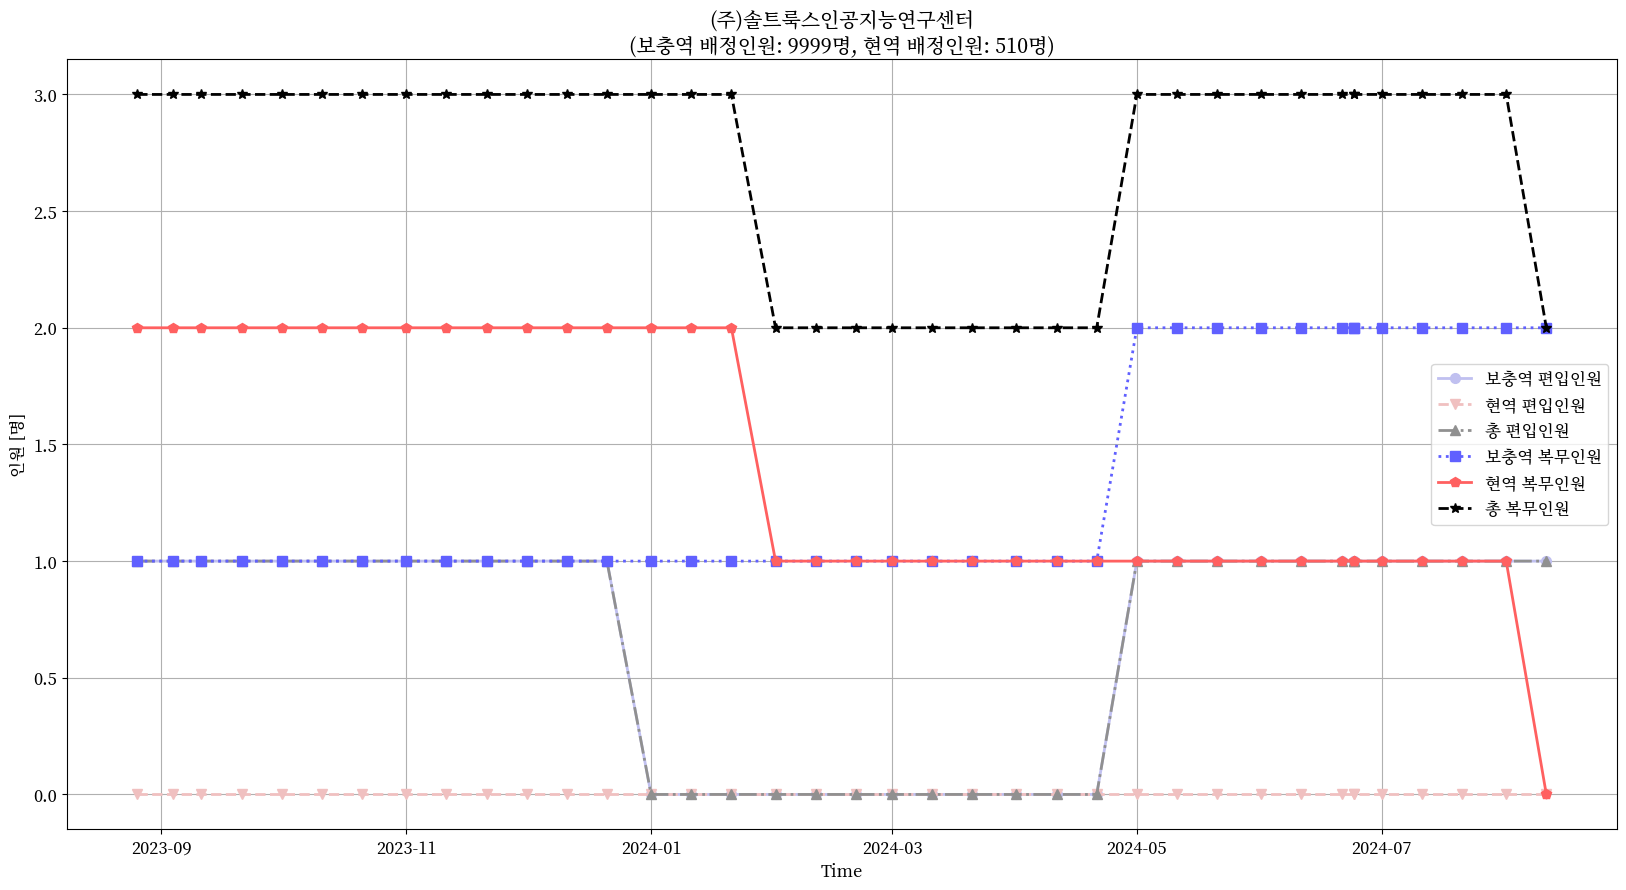 (주)솔트룩스인공지능연구센터
(보충역 배정인원: 9999명, 현역 배정인원: 510명)
3.0
2.5
2.0
1.5
1.0
0.5
0.0
인원 [명]
보충역 편입인원
현역 편입인원
총 편입인원
보충역 복무인원
현역 복무인원
총 복무인원
2023-09
2023-11
2024-01
2024-03
2024-05
2024-07
Time